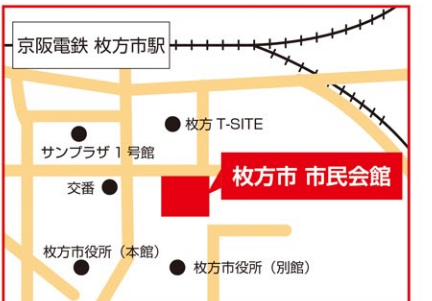 京阪電鉄 枚方市駅
枚方 T-SITE
サンプラザ 1 号館
枚方市 市民会館
交番
枚方市役所（本館）
枚方市役所（別館）